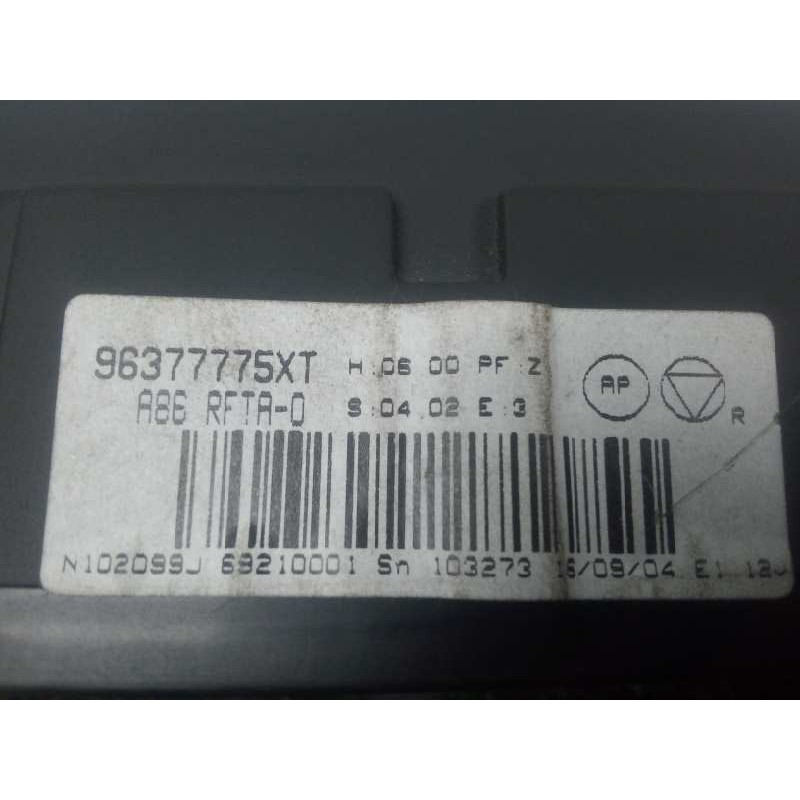 96377775XT H:06 00 PF:Z
A86 RFTA-0 S:04 02 E:3
AP
R
N102099J 69210001 Sn 103273 16/09/04 E1 12v